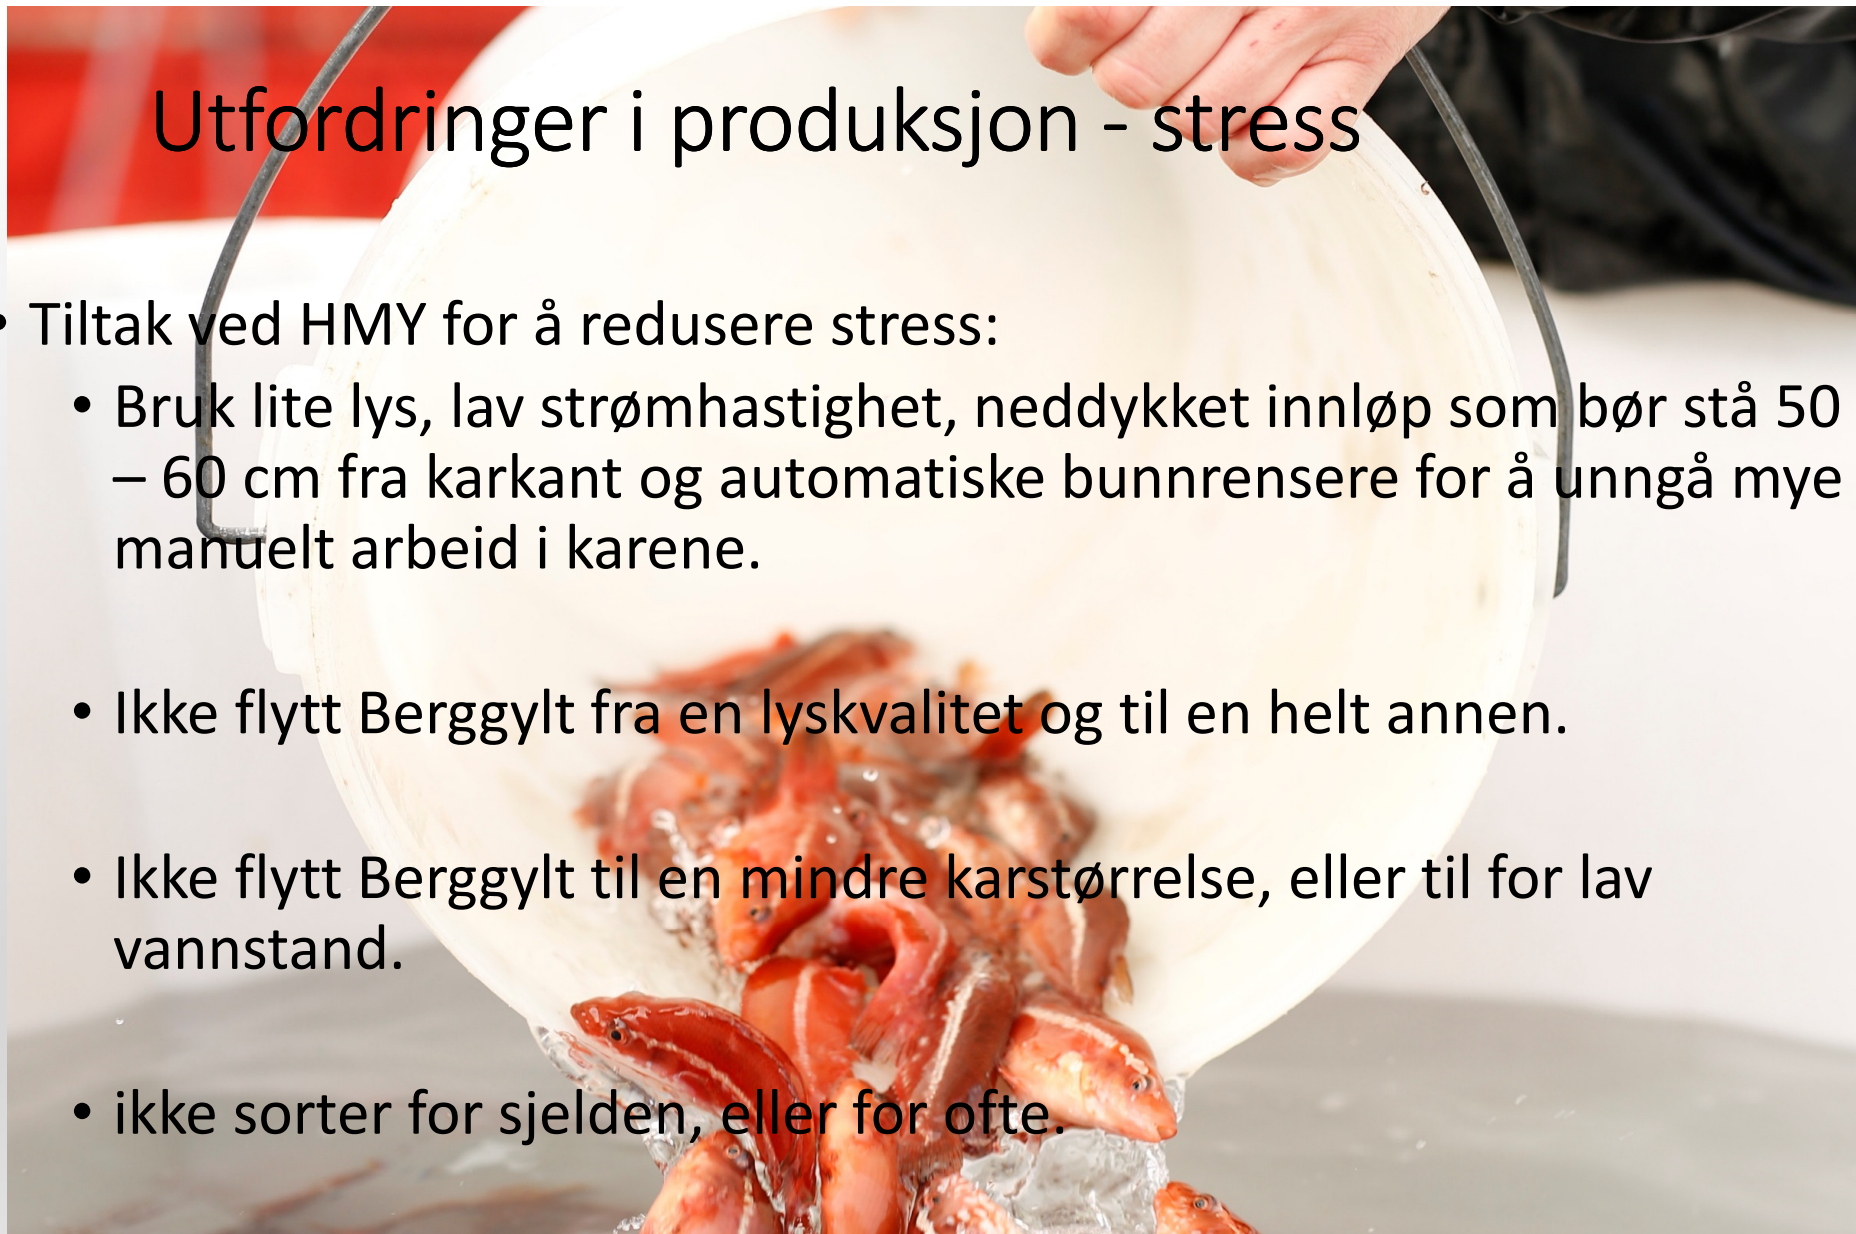 Utfordringer i produksjon - stress
• Tiltak ved HMY for å redusere stress:
• Bruk lite lys, lav strømhastighet, neddykket innløp som bør stå 50
– 60 cm fra karkant og automatiske bunnrensere for å unngå mye
manuelt arbeid i karene.
• Ikke flytt Berggylt fra en lyskvalitet og til en helt annen.
• Ikke flytt Berggylt til en mindre karstørrelse, eller til for lav
vannstand.
• ikke sorter for sjelden, eller for ofte.